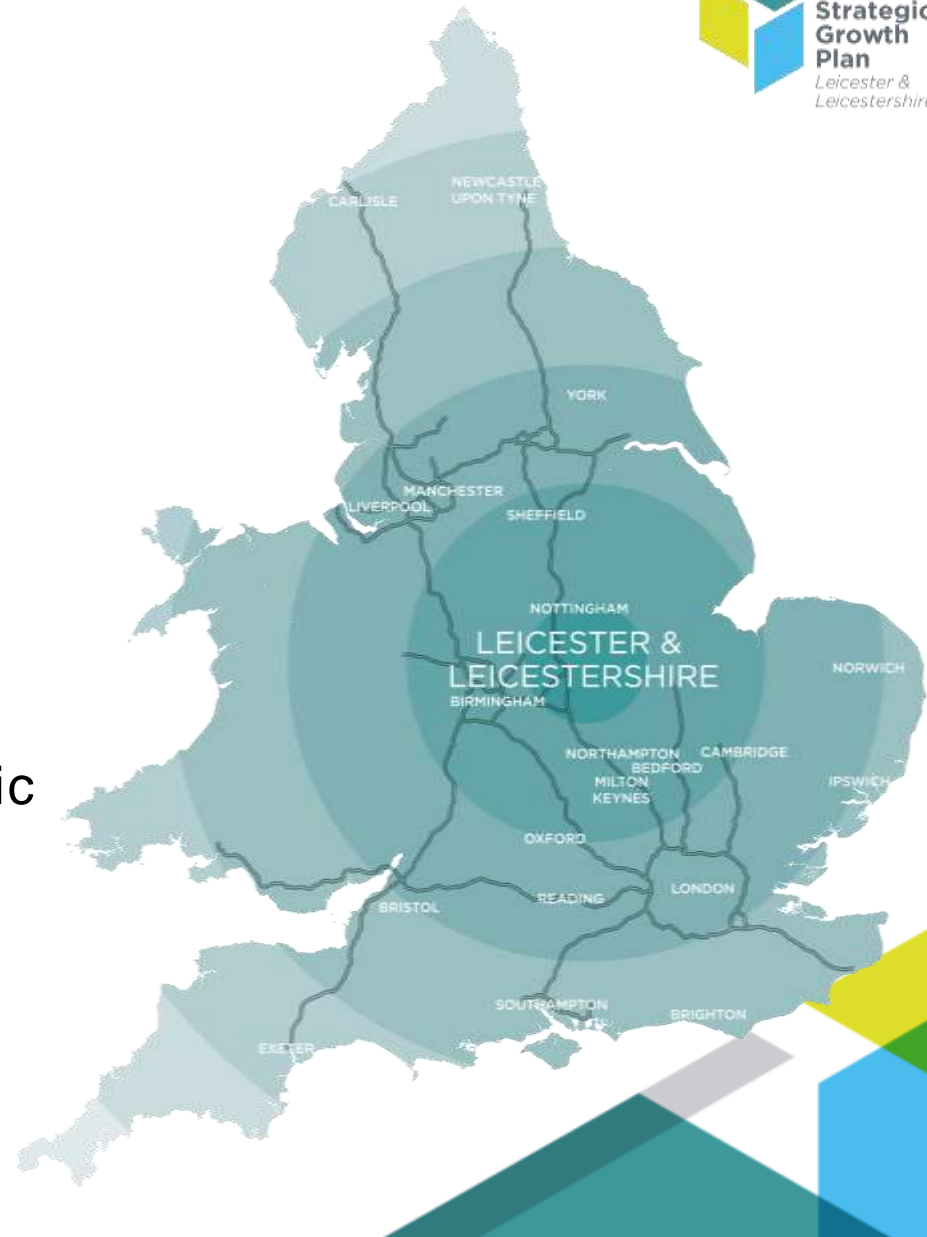 Strategic
Growth
Plan
Leicester &
Leicestershire
CARLISLE
NEWCASTLE
UPON TYNE
YORK
MANCHESTER
LIVERPOOL
SHEFFIELD
NOTTINGHAM
LEICESTER &
LEICESTERSHIRE
NORWICH
BIRMINGHAM
NORTHAMPTON
CAMBRIDGE
BEDFORD
MILTON
KEYNES
IPSWICH
ic
OXFORD
LONDON
READING
BRISTOL
SOUTHAMPTON
BRIGHTON
EXETER